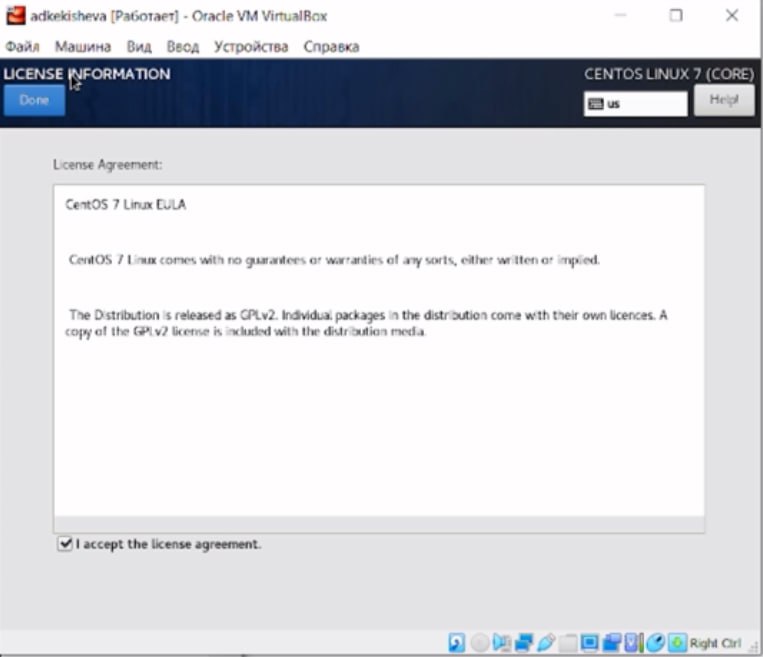 adkekisheva [Работает] - Oracle VM VirtualBox
Файл Машина Вид Ввод Устройства Справка
LICENSE INFORMATION
CENTOS LINUX 7 (CORE)
Done
us
Help!
License Agreement:
CentOS 7 Linux EULA
CentOS 7 Linux comes with no guarantees or warranties of any sorts, either written or implied.
The Distribution is released as GPLv2. Individual packages in the distribution come with their own licences. A
copy of the GPLv2 license is included with the distribution media.
I accept the license agreement.
Right Ctrl